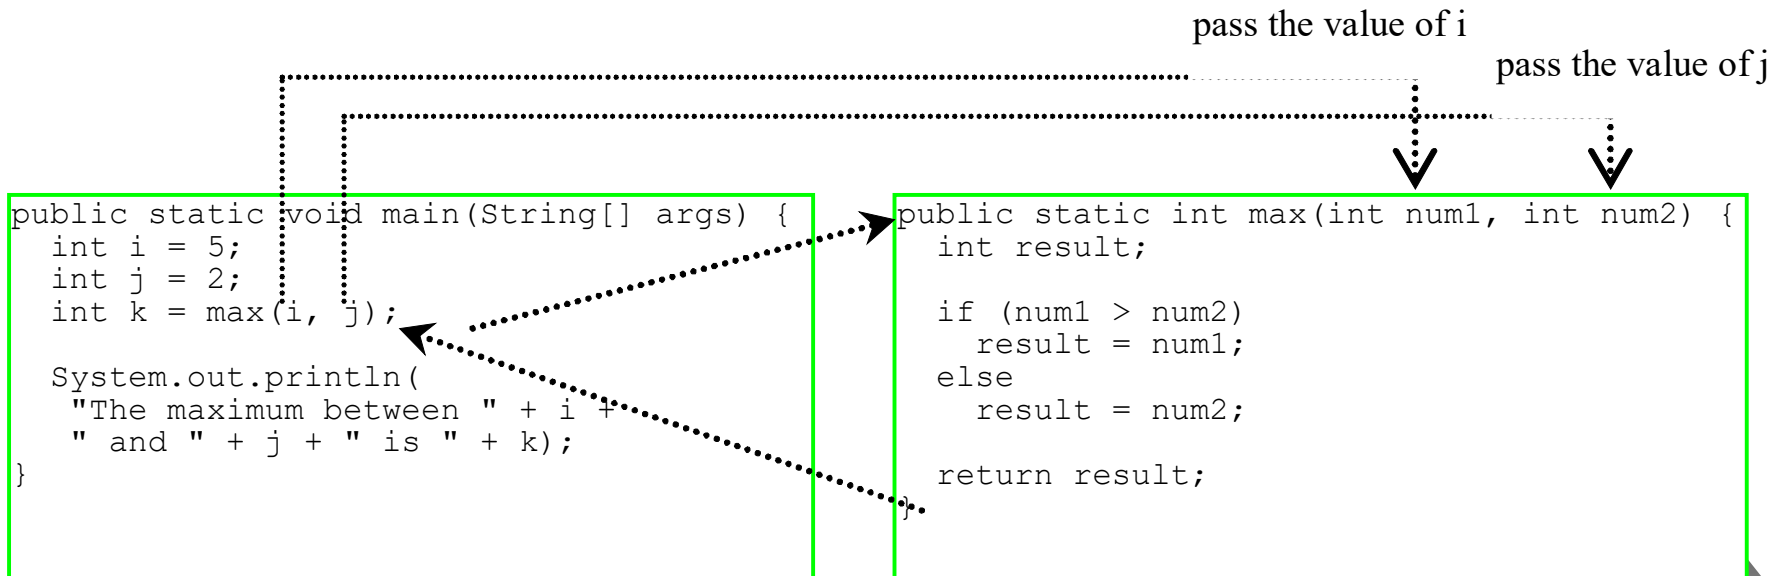 pass the value of i
pass the value of j
public static void main(String[] args) {
  int i = 5;
  int j = 2;
  int k = max(i, j);

  System.out.println(
   "The maximum between " + i +
   " and " + j + " is " + k);
}
public static int max(int num1, int num2) {
  int result;

  if (num1 > num2)
    result = num1;
  else
    result = num2;

  return result;
}